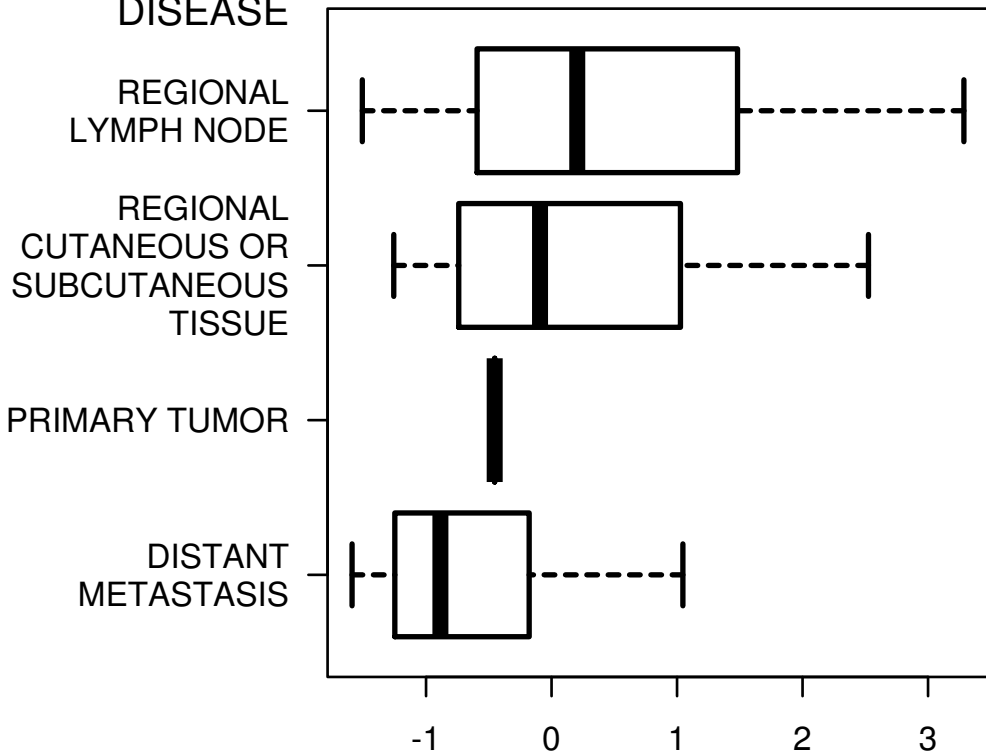 DISEASE
REGIONAL
LYMPH NODE
REGIONAL
CUTANEOUS OR
SUBCUTANEOUS
TISSUE
PRIMARY TUMOR
DISTANT
METASTASIS
-1 0 1 2 3